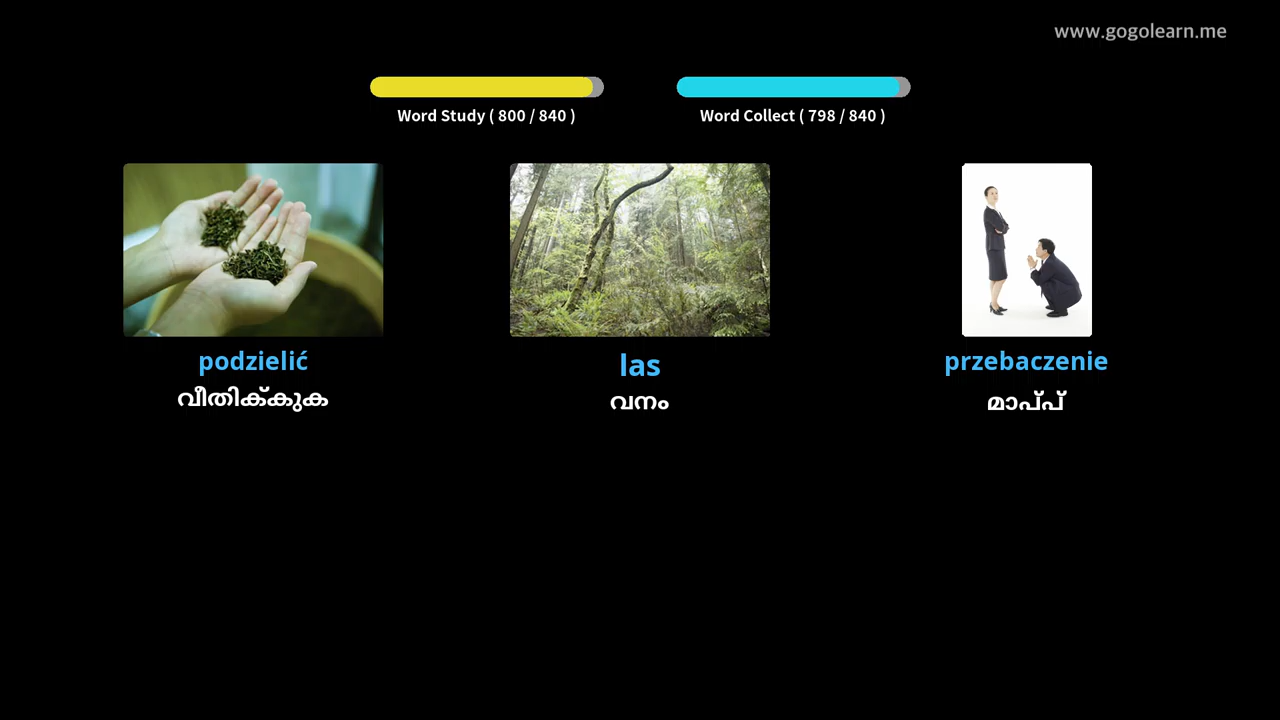 www.gogolearn.me
Word Study ( 800 / 840 )
Word Collect ( 798 / 840 )
podzielić
las
przebaczenie
വീതിക്കുക
വനം
മാപ്പ്